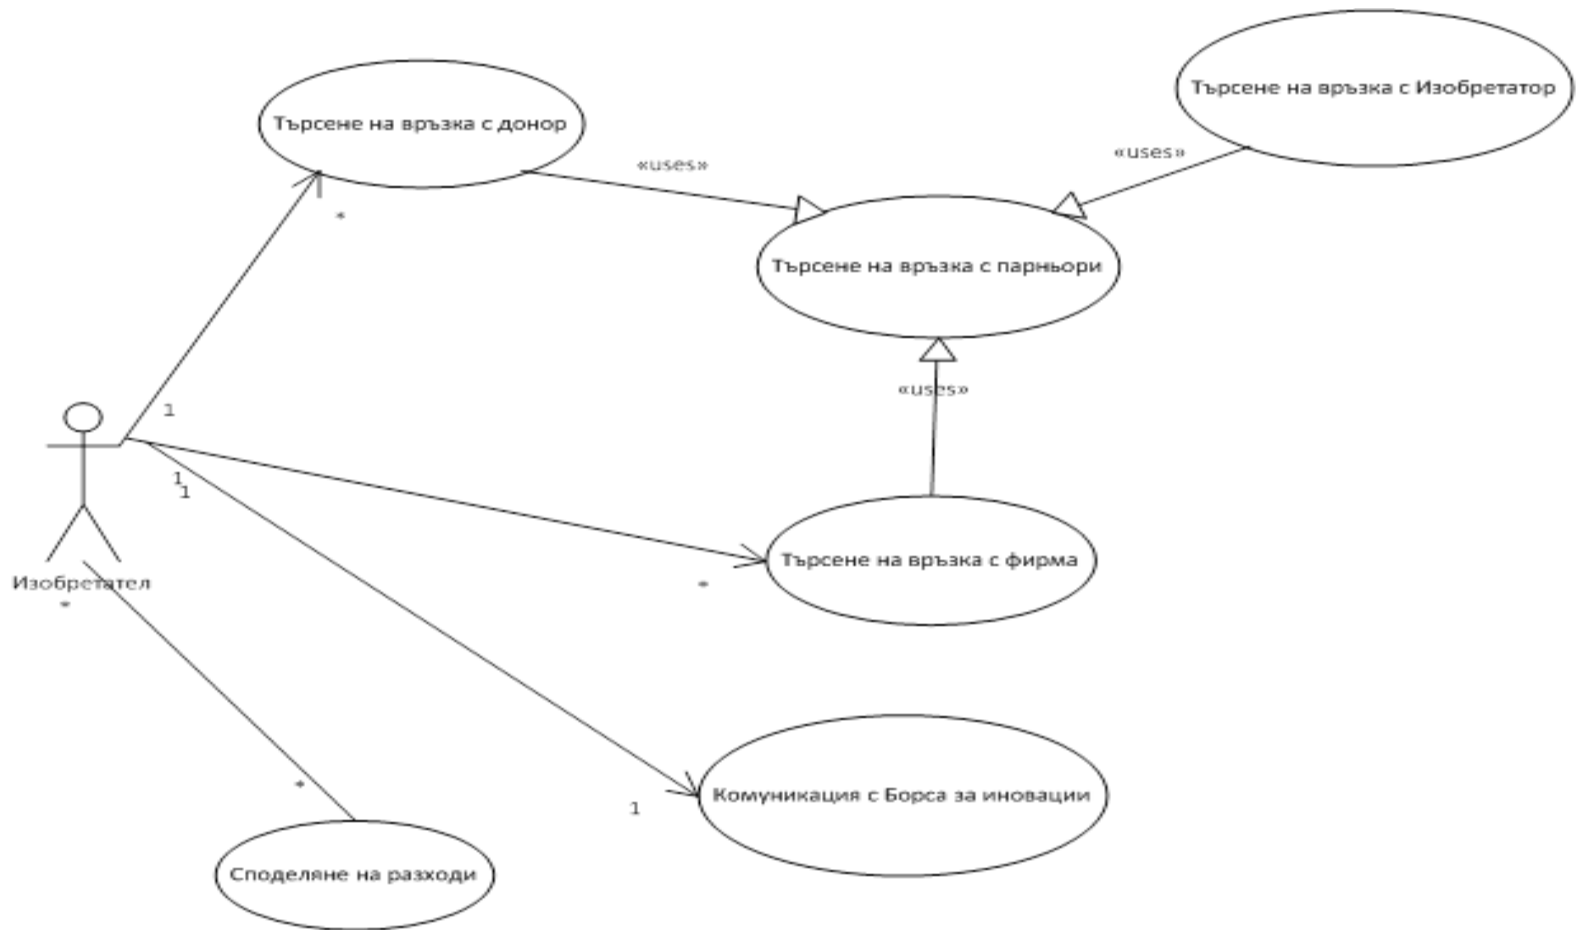 Търсене на връзка с Изобретатор
Търсене на връзка с донор
«uses»
«uses»
*
Търсене на връзка с парньори
«uses»
1
1
1
Търсене на връзка с фирма
*
Изобретател
*
*
Комуникация с Борса за иновации
1
Споделяне на разходи